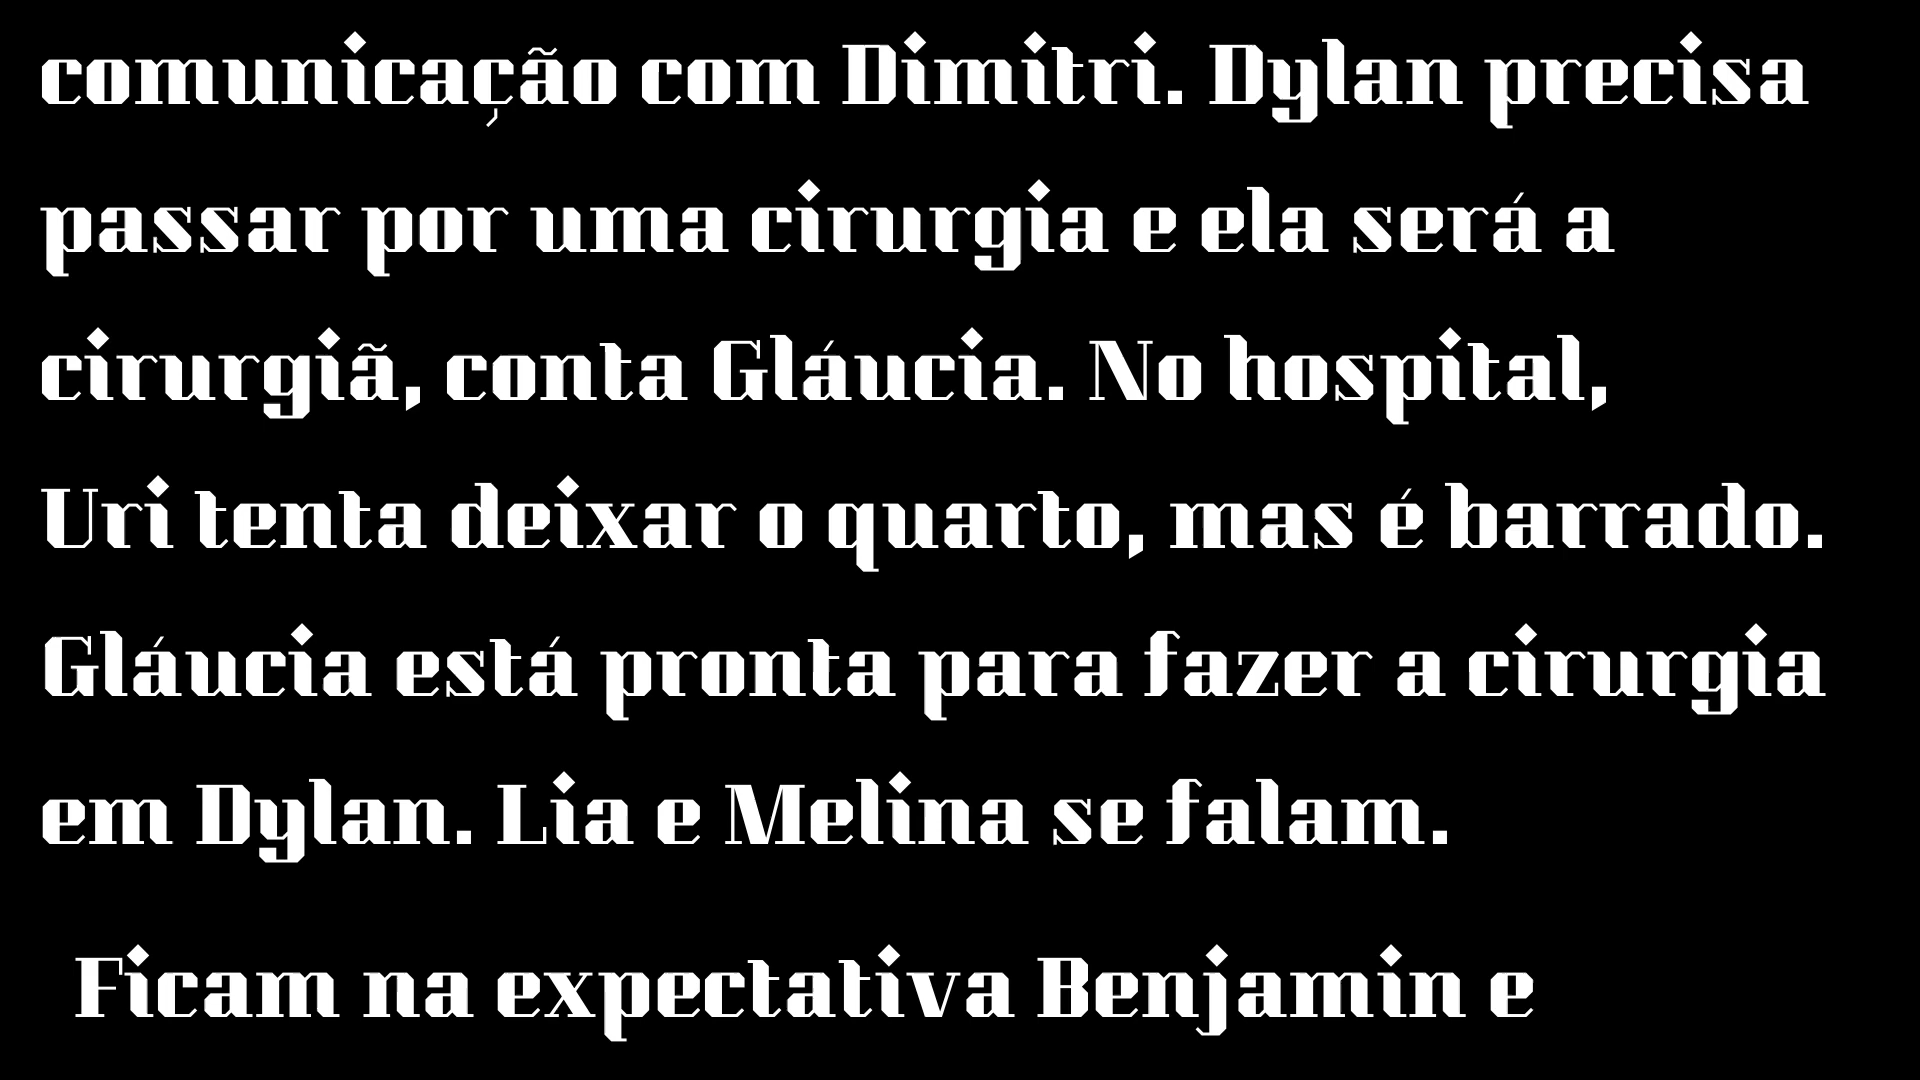 comunicação com Dimitri. Dylan precisa
passar por uma cirurgia e ela será a
cirurgiã, conta Gláucia. No hospital,
Uri tenta deixar o quarto, mas é barrado.
Gláucia está pronta para fazer a cirurgia
em Dylan. Lia e Melina se falam.
Ficam na expectativa Benjamin e